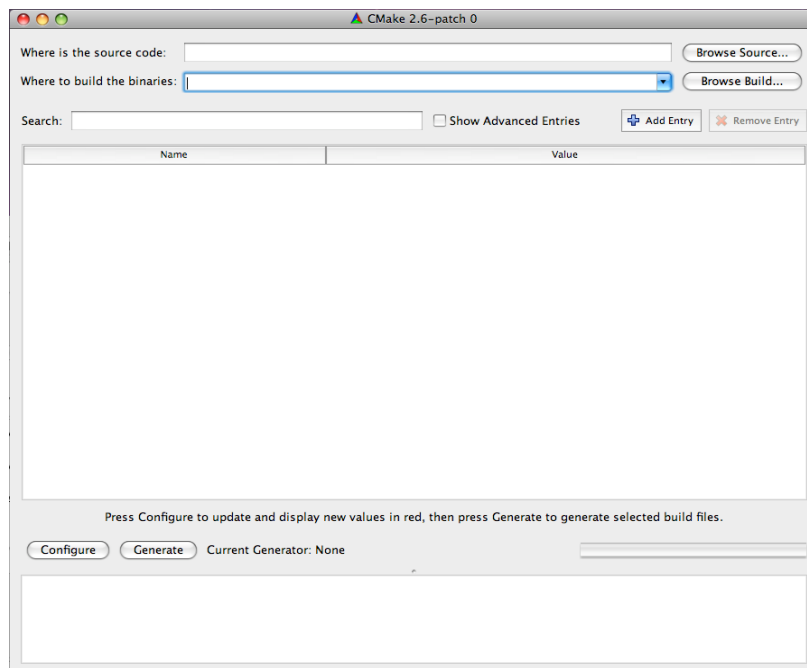 CMake 2.6-patch 0
Where is the source code: Browse Source...
Where to build the binaries: Browse Build...
Search: Show Advanced Entries Add Entry Remove Entry
Name Value
Press Configure to update and display new values in red, then press Generate to generate selected build files.
Configure Generate Current Generator: None